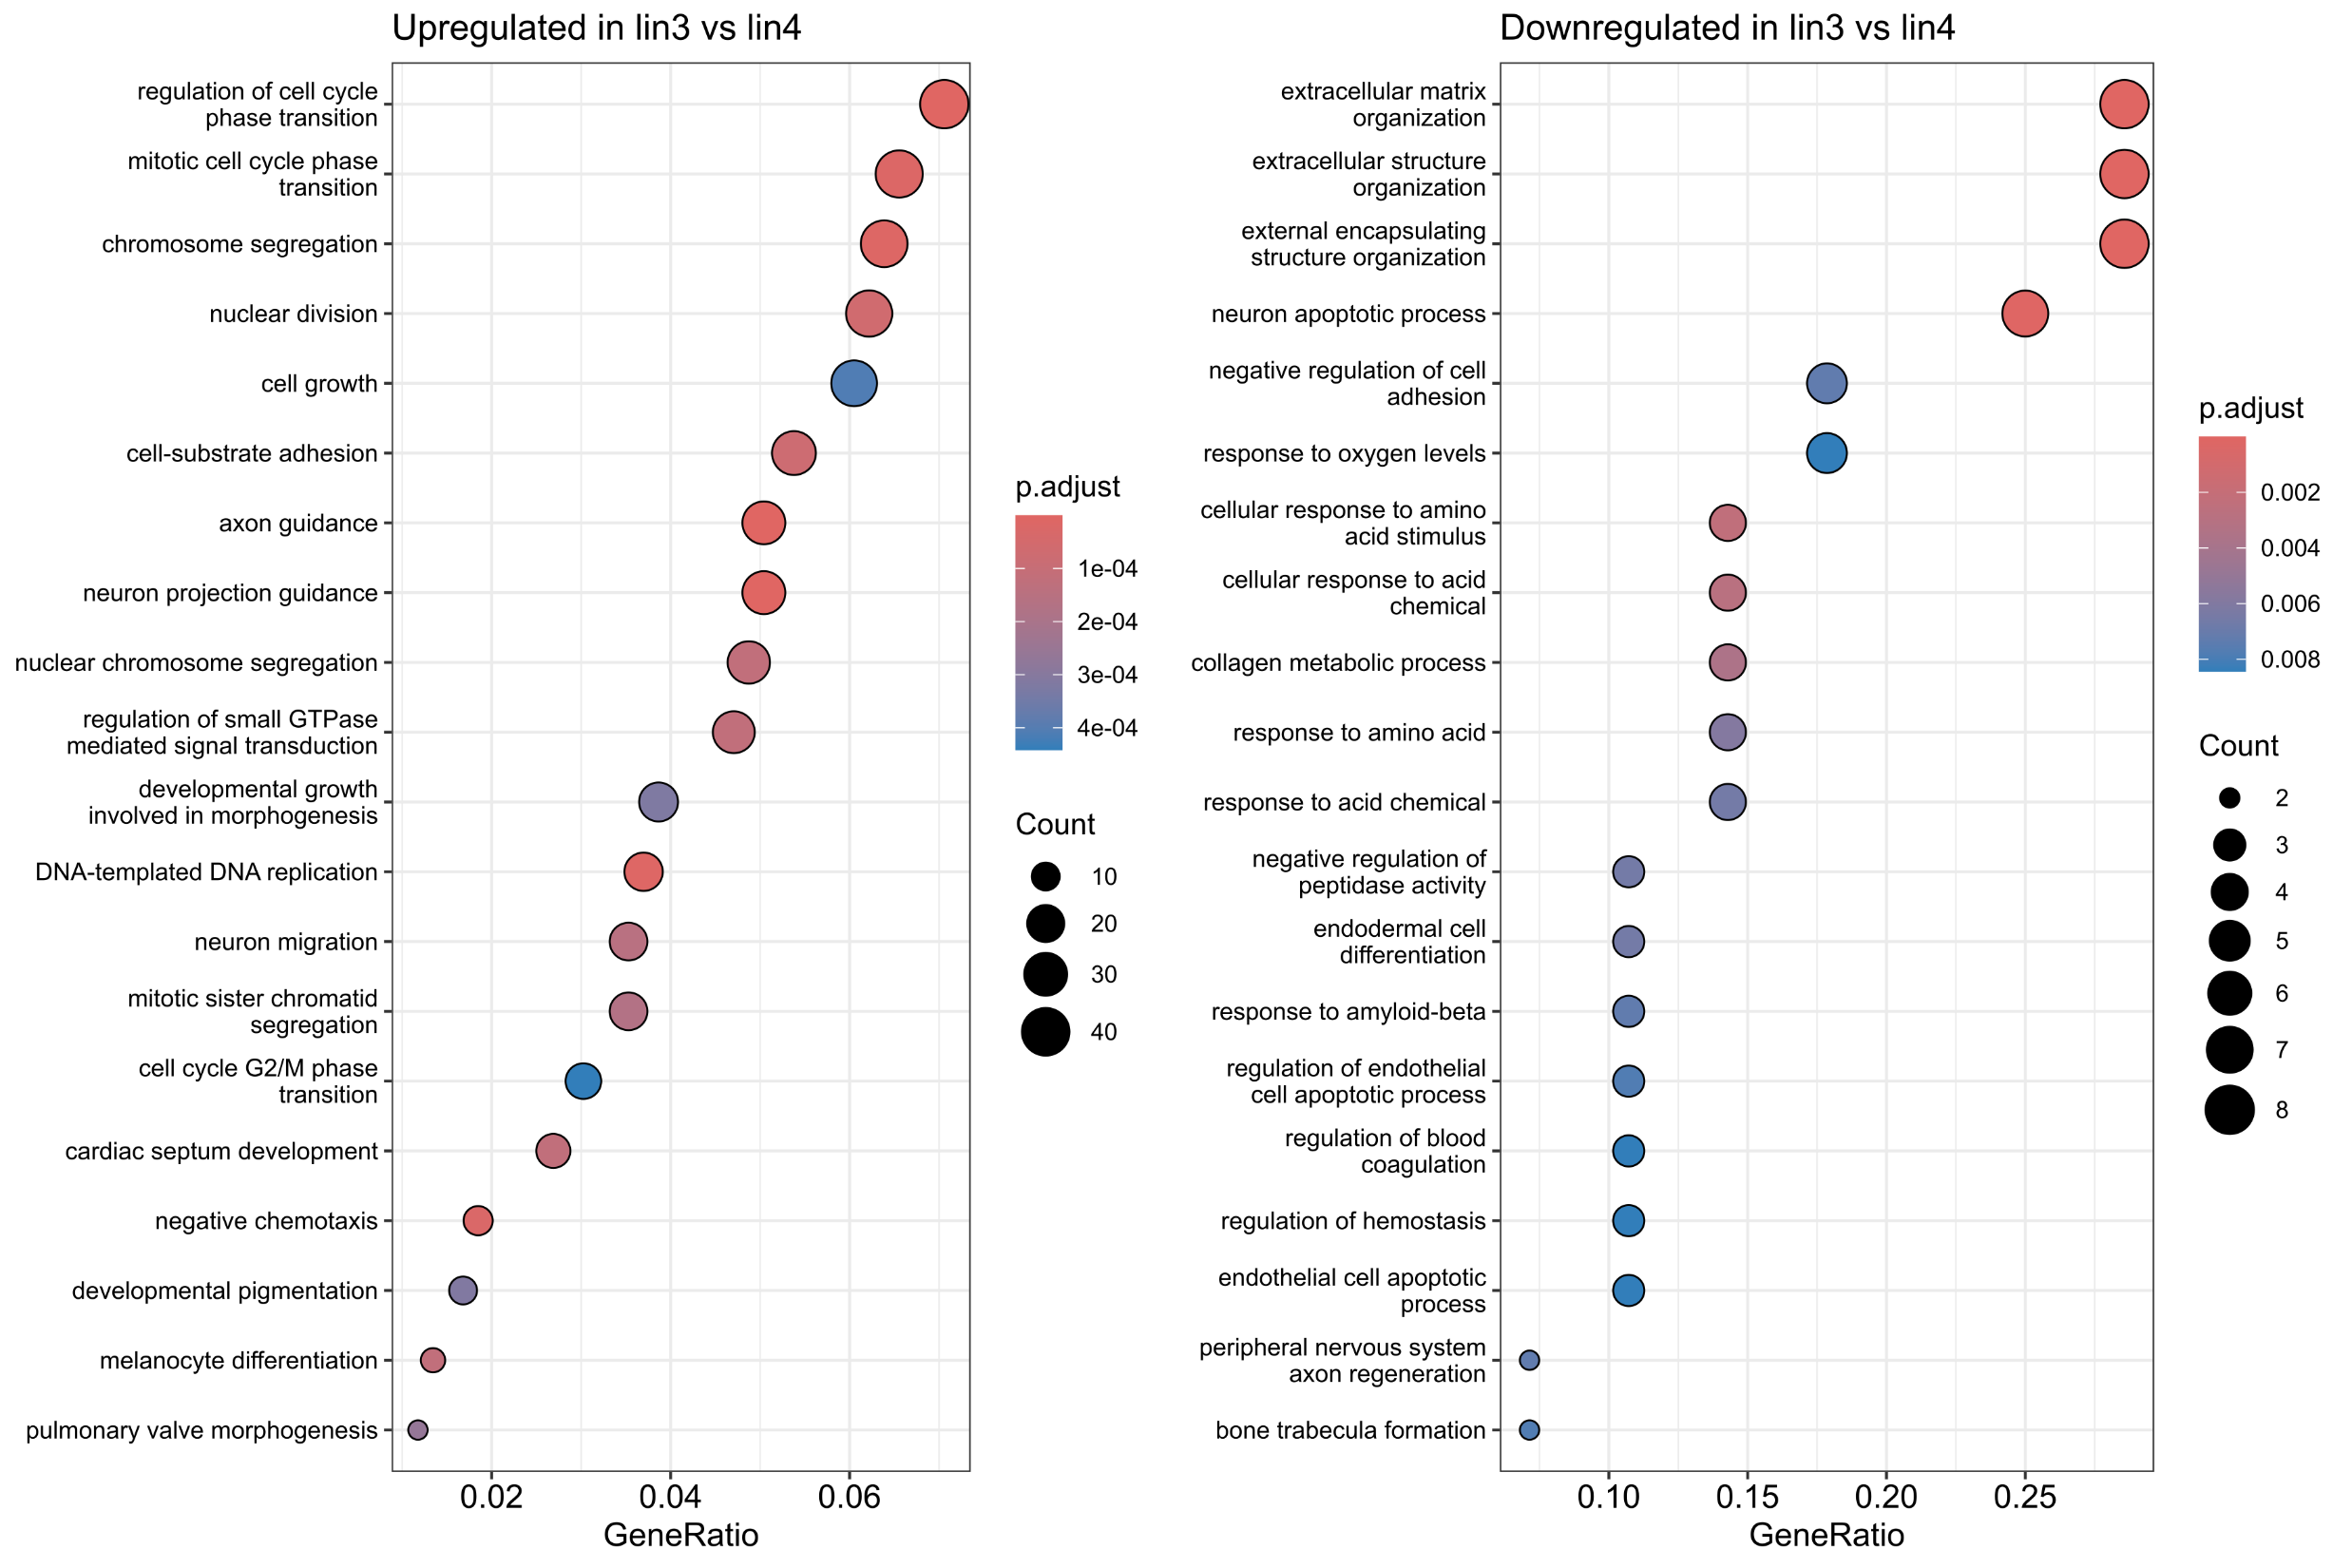 Upregulated in lin3 vs lin4
regulation of cell cycle
phase transition
mitotic cell cycle phase
transition
chromosome segregation
nuclear division
cell growth
cell-substrate adhesion
axon guidance
neuron projection guidance
nuclear chromosome segregation
regulation of small GTPase
mediated signal transduction
developmental growth
involved in morphogenesis
DNA-templated DNA replication
neuron migration
mitotic sister chromatid
segregation
cell cycle G2/M phase
transition
cardiac septum development
negative chemotaxis
developmental pigmentation
melanocyte differentiation
pulmonary valve morphogenesis
0.02 0.04 0.06
GeneRatio
p.adjust
1e-04
2e-04
3e-04
4e-04
Count
10
20
30
40
Downregulated in lin3 vs lin4
extracellular matrix
organization
extracellular structure
organization
external encapsulating
structure organization
neuron apoptotic process
negative regulation of cell
adhesion
response to oxygen levels
cellular response to amino
acid stimulus
cellular response to acid
chemical
collagen metabolic process
response to amino acid
response to acid chemical
negative regulation of
peptidase activity
endodermal cell
differentiation
response to amyloid-beta
regulation of endothelial
cell apoptotic process
regulation of blood
coagulation
regulation of hemostasis
endothelial cell apoptotic
process
peripheral nervous system
axon regeneration
bone trabecula formation
0.10 0.15 0.20 0.25
GeneRatio
p.adjust
0.002
0.004
0.006
0.008
Count
2
3
4
5
6
7
8